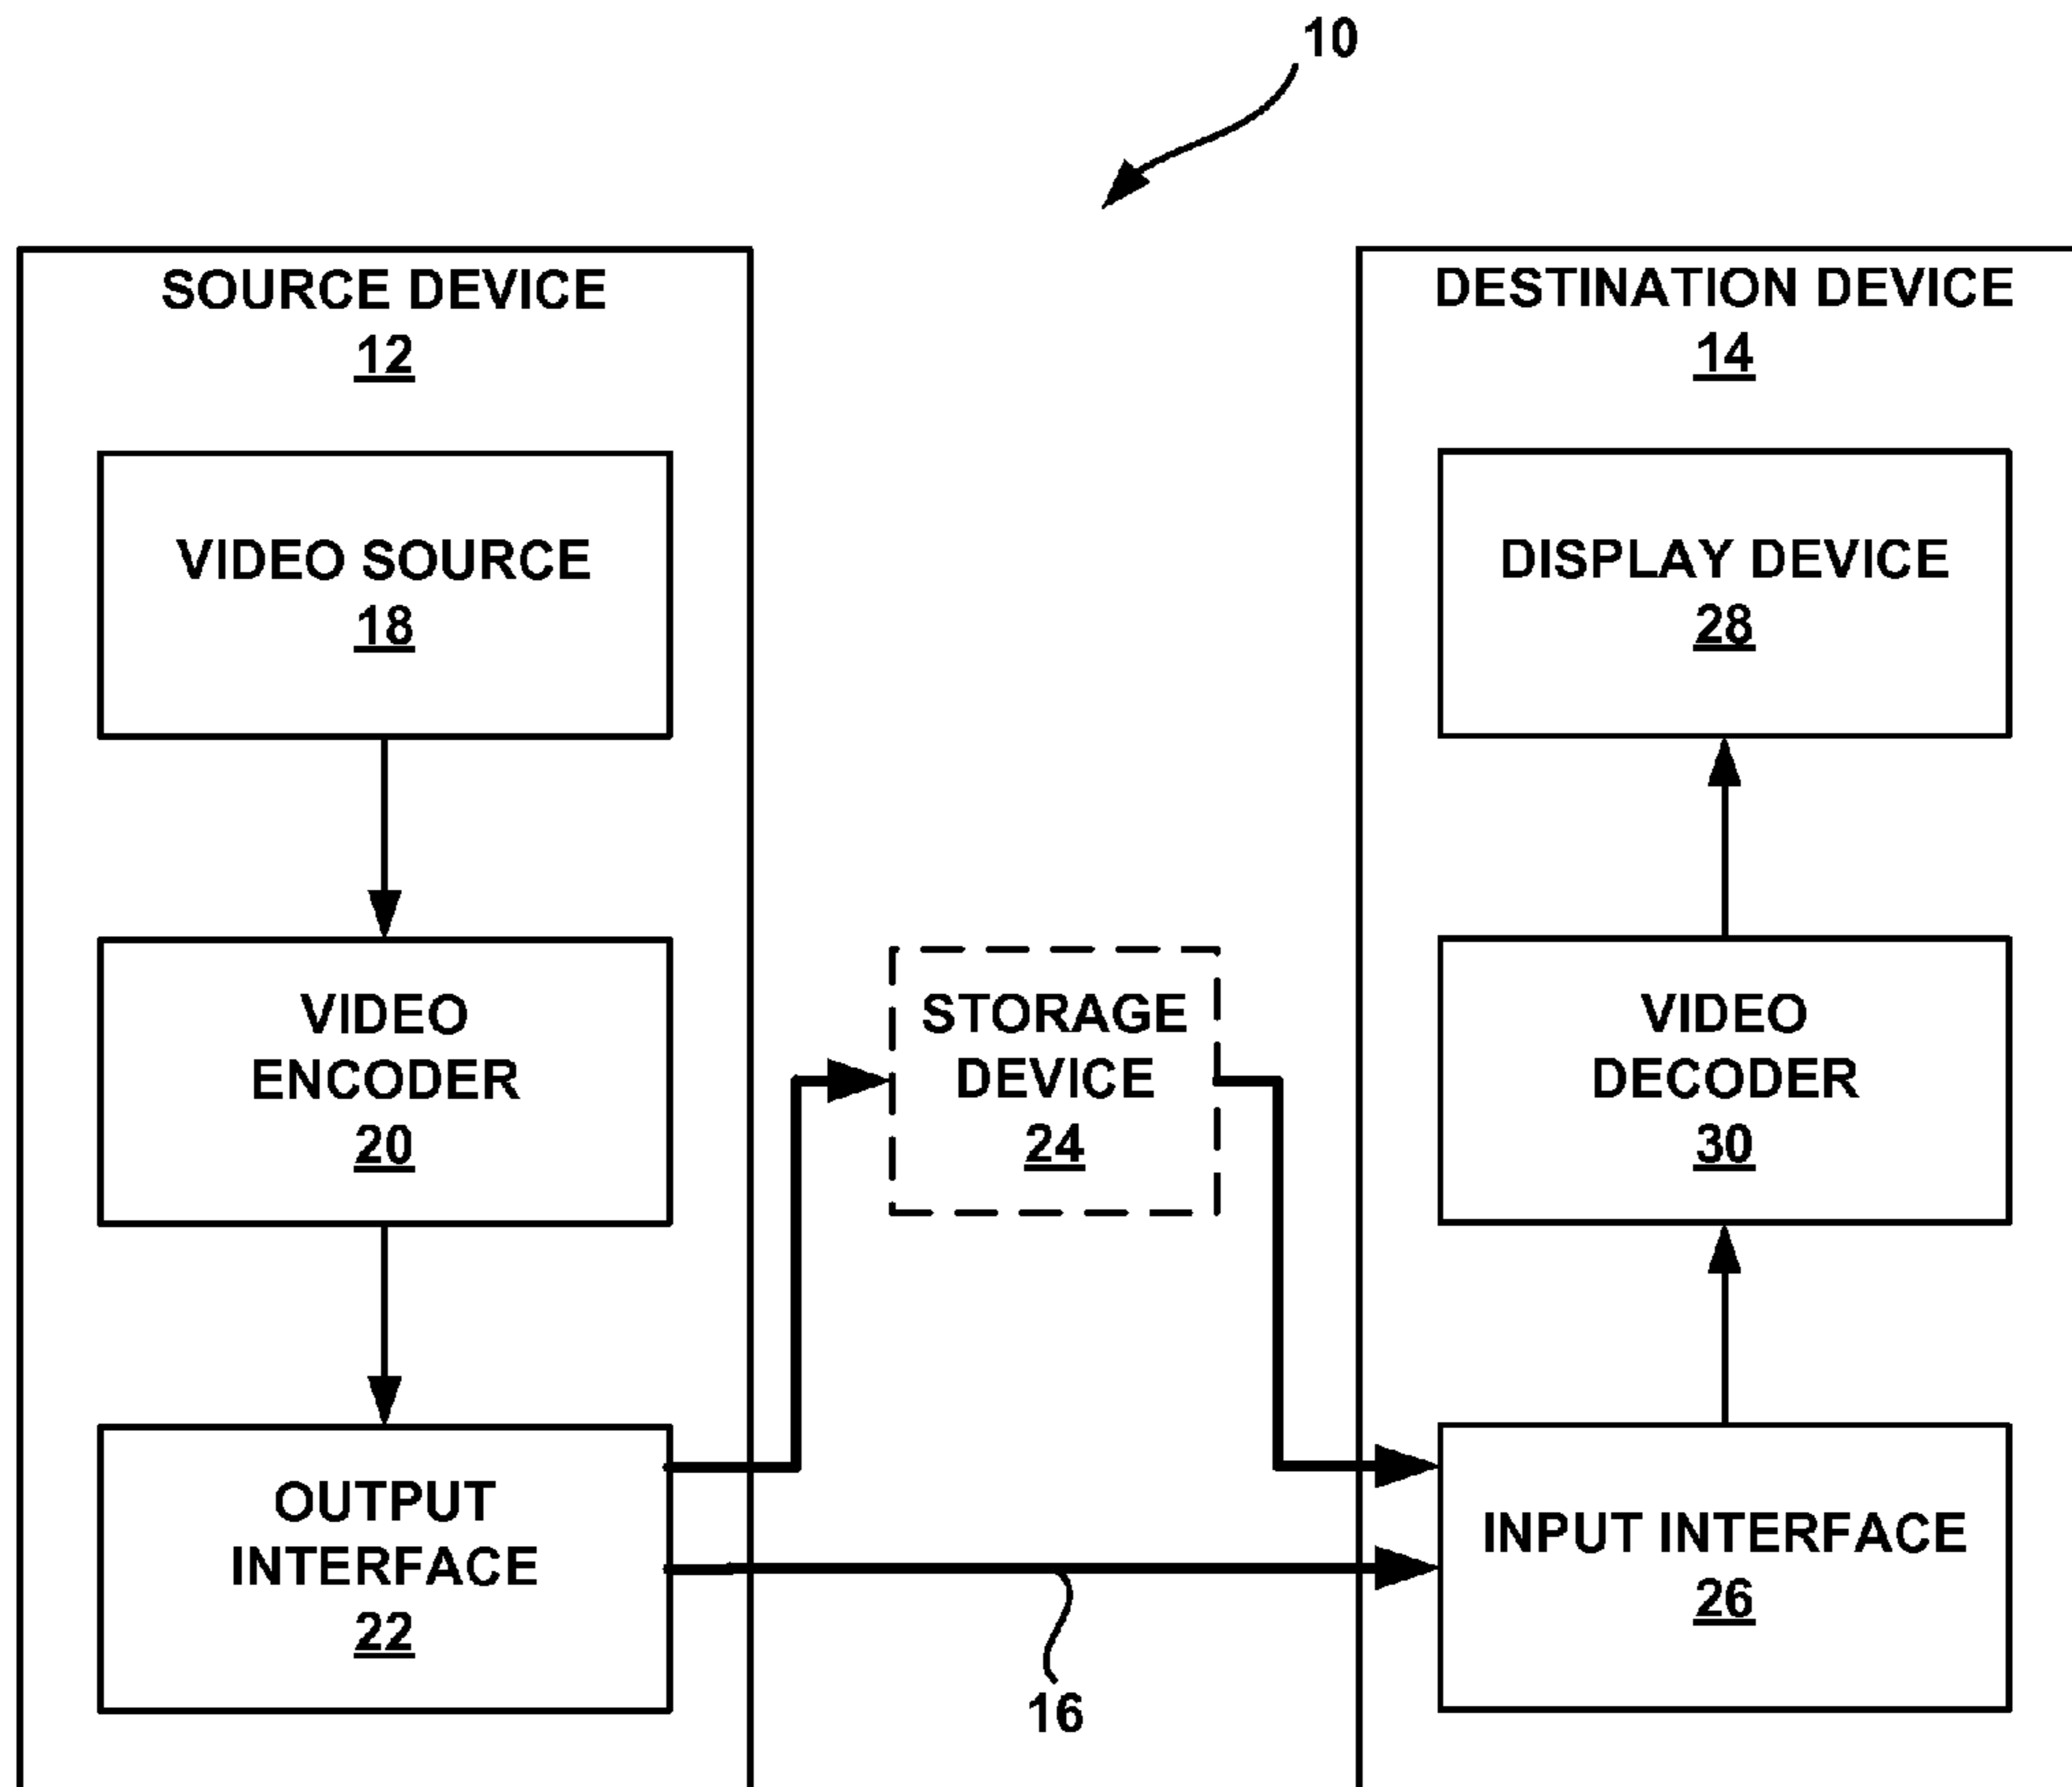 10
SOURCE DEVICE
12
VIDEO SOURCE
18
VIDEO
ENCODER
20
OUTPUT
INTERFACE
22
STORAGE
DEVICE
24
16
DESTINATION DEVICE
14
DISPLAY DEVICE
28
VIDEO
DECODER
30
INPUT INTERFACE
26